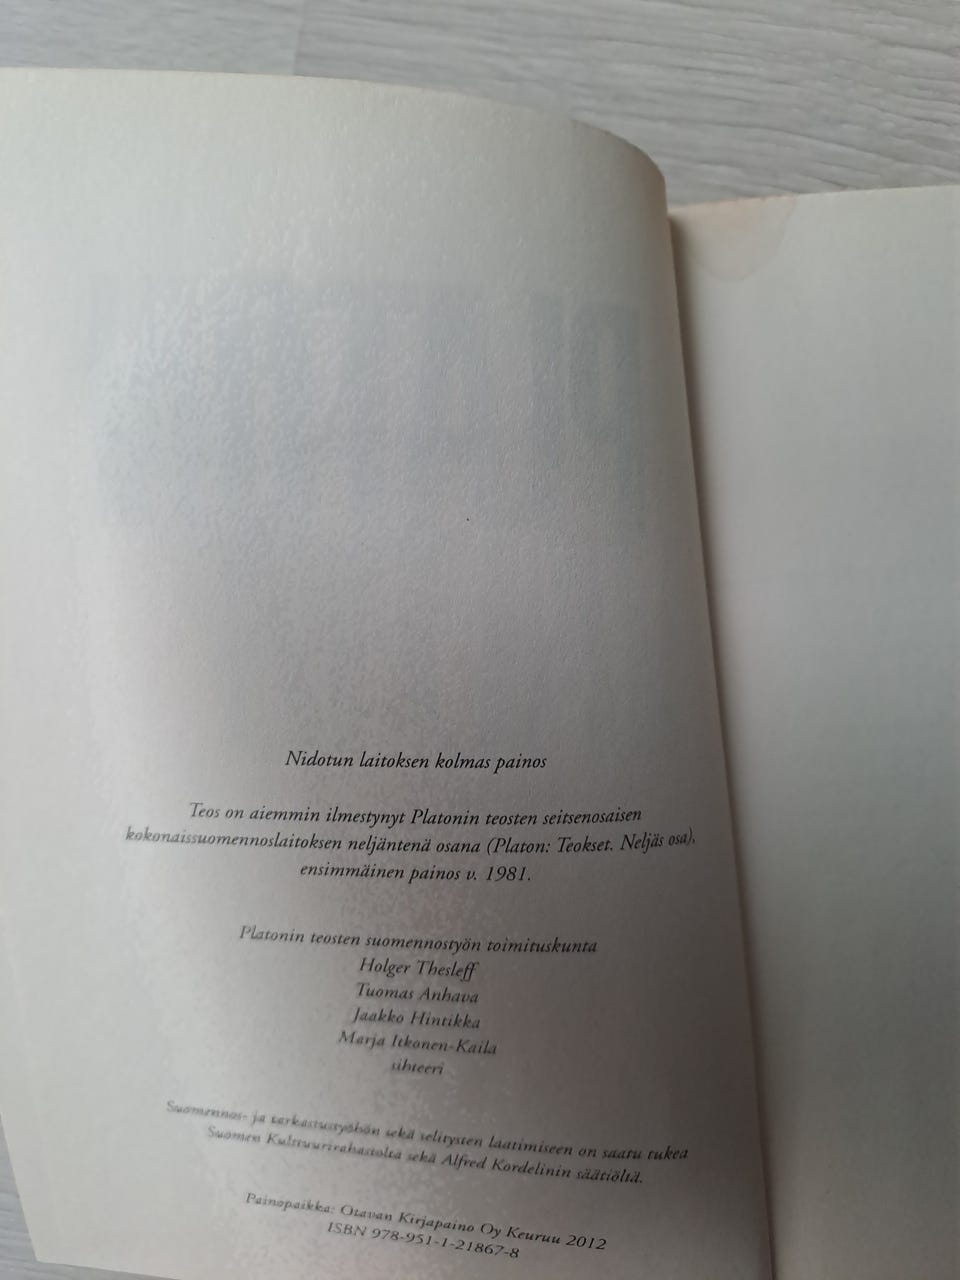 Nidotun laitoksen kolmas painos
Teos on aiemmin ilmestynyt Platonin teosten seitsenosaisen
kokonaissuomennoslaitoksen neljäntenä osana (Platon: Teokset. Neljäs osa),
ensimmäinen painos v. 1981.
Platonin teosten suomennostyön toimituskunta
Holger Thesleff
Tuomas Anhava
Jaakko Hintikka
Marja Itkonen-Kaila
sihteeri
Suomennos- ja tarkastustyöhön sekä selitysten laatimiseen on saatu tukea
Suomen Kulttuurirahastolta sekä Alfred Kordelinin säätiöltä.
Painopaikka: Otavan Kirjapaino Oy Keuruu 2012
ISBN 978-951-1-21867-8